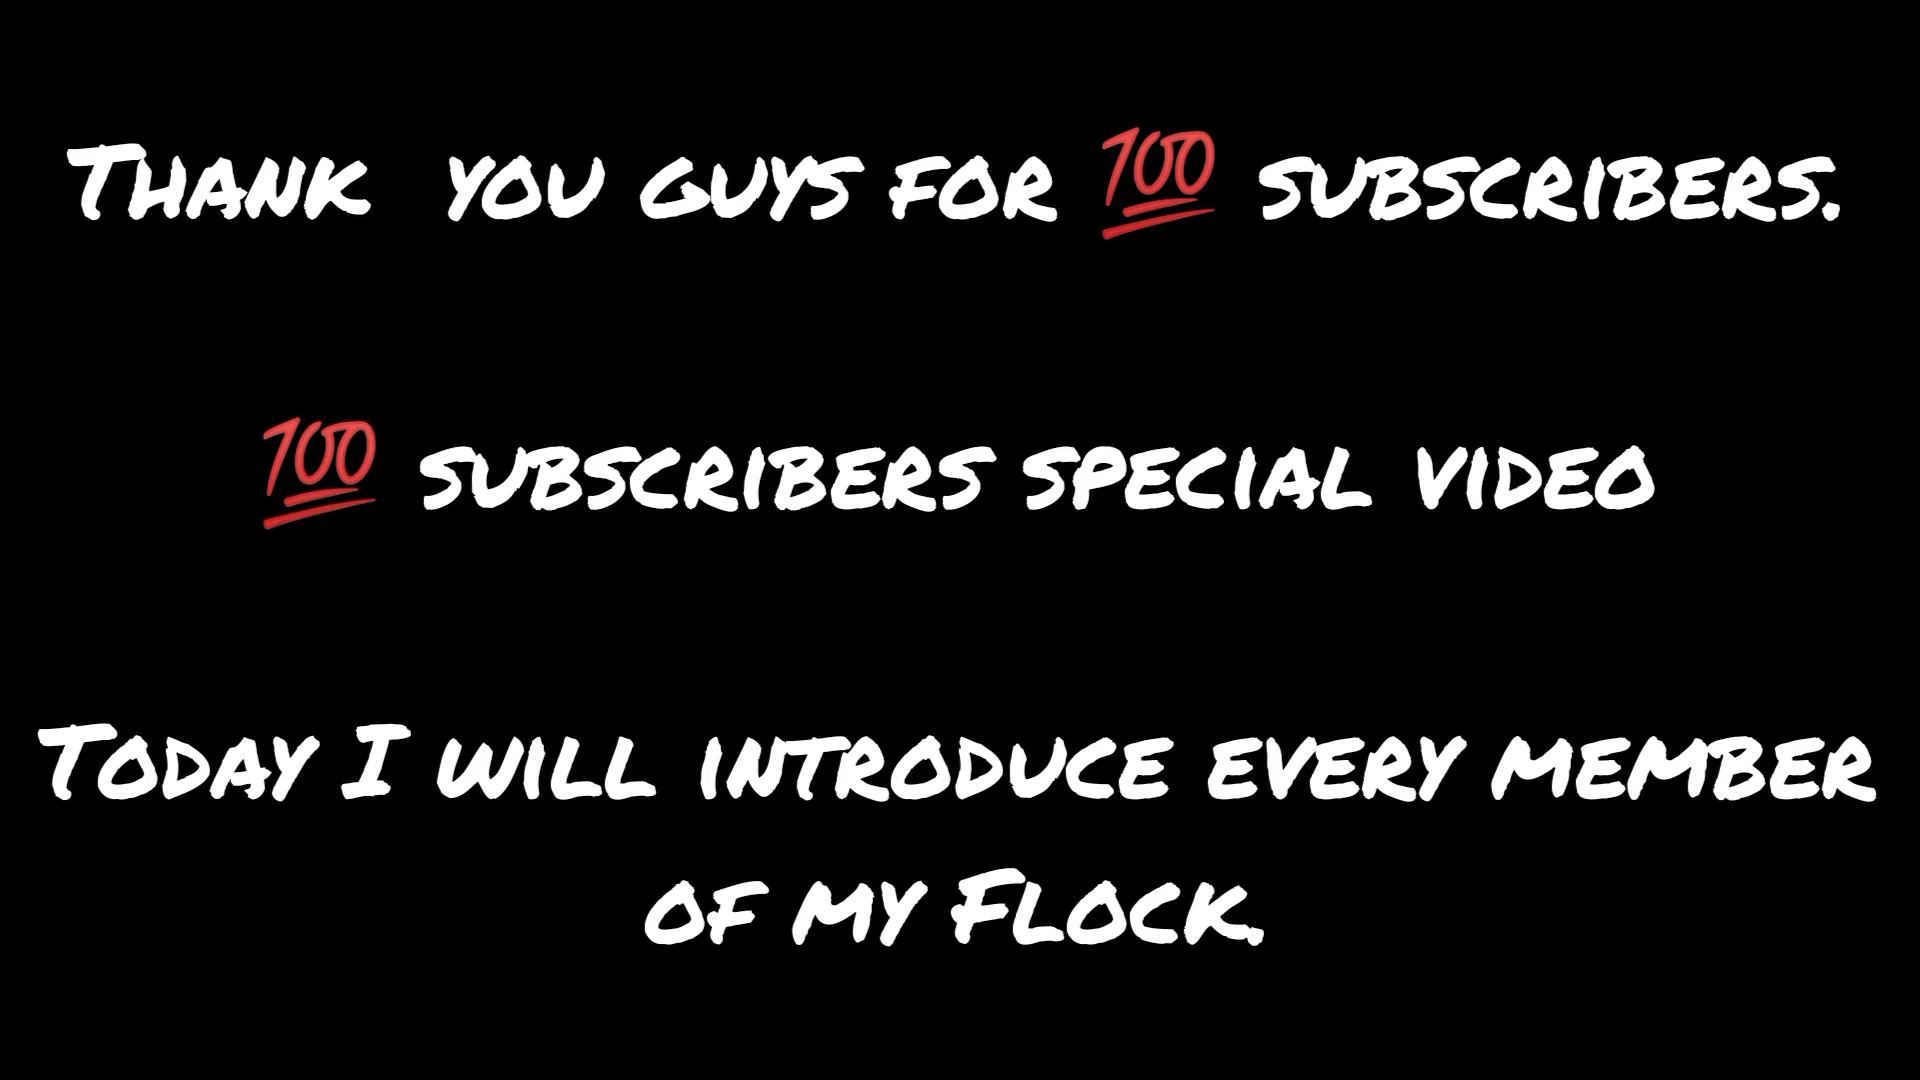 Thank you guys for 💯 subscribers.
💯 subscribers special video
Today I will introduce every member
of my Flock.